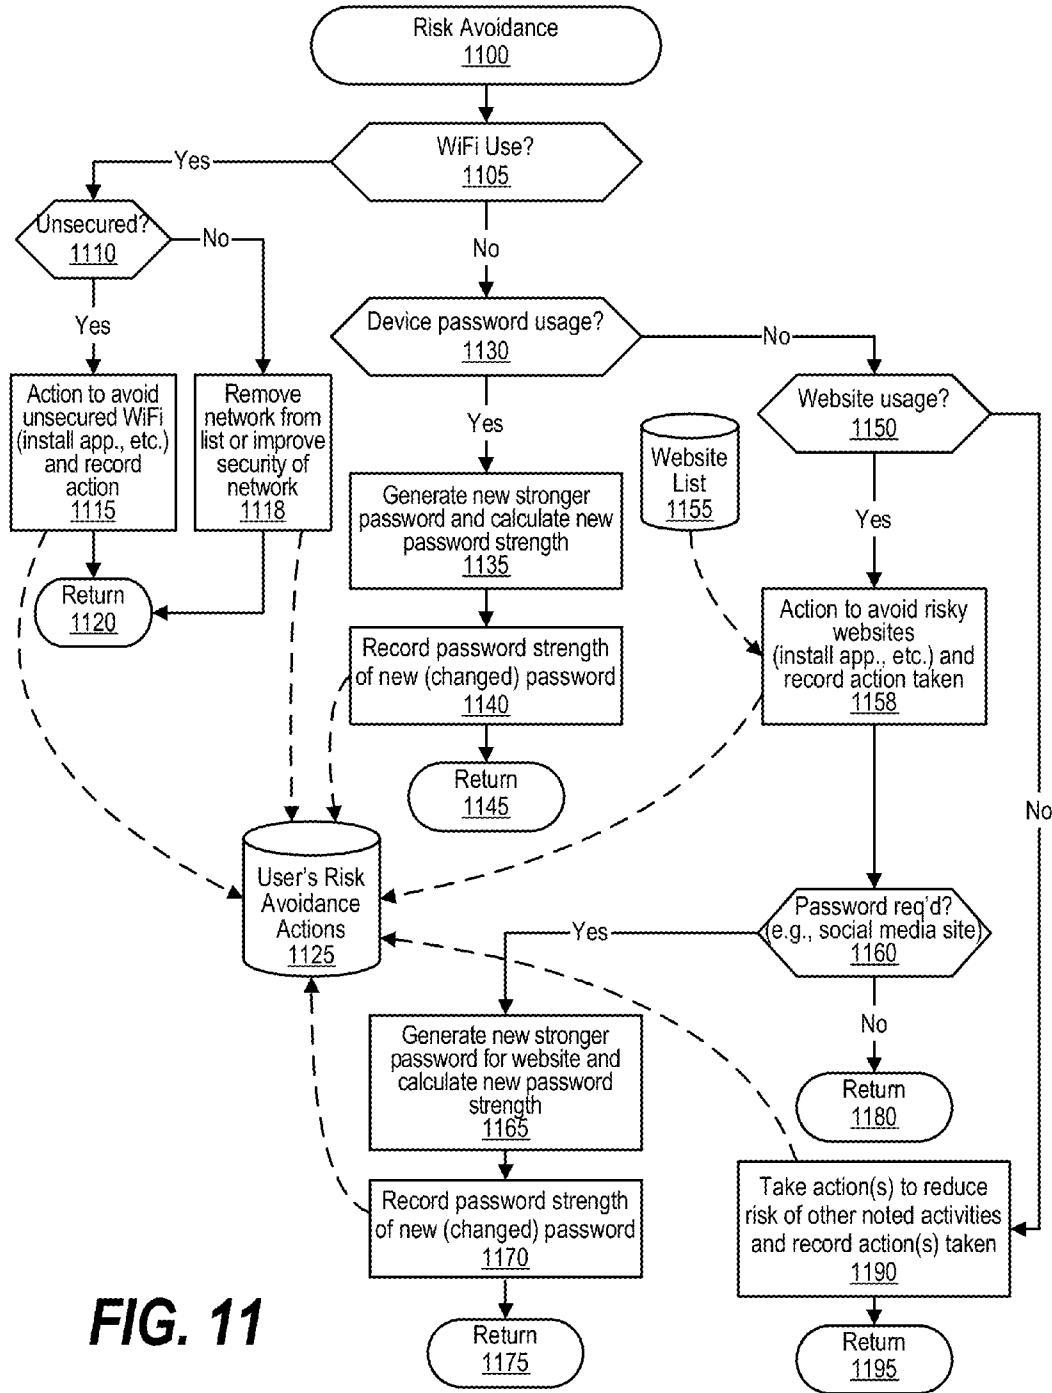 Risk Avoidance
1100
WiFi Use?
1105
Yes
Unsecured?
1110
No
No
Yes
Device password usage?
1130
No
Action to avoid
unsecured WiFi
(install app., etc.)
and record
action
1115
Remove
network from
list or improve
security of
network
1118
Yes
Website usage?
1150
Website
List
1155
Generate new stronger
password and calculate new
password strength
1135
Yes
Return
1120
Action to avoid risky
websites
(install app., etc.) and
record action taken
1158
Record password strength
of new (changed) password
1140
Return
1145
No
User's Risk
Avoidance
Actions
1125
Password req'd?
(e.g., social media site)
1160
Yes
No
Generate new stronger
password for website and
calculate new password
strength
1165
Return
1180
Record password strength
of new (changed) password
1170
Take action(s) to reduce
risk of other noted activities
and record action(s) taken
1190
Return
1175
Return
1195
FIG. 11